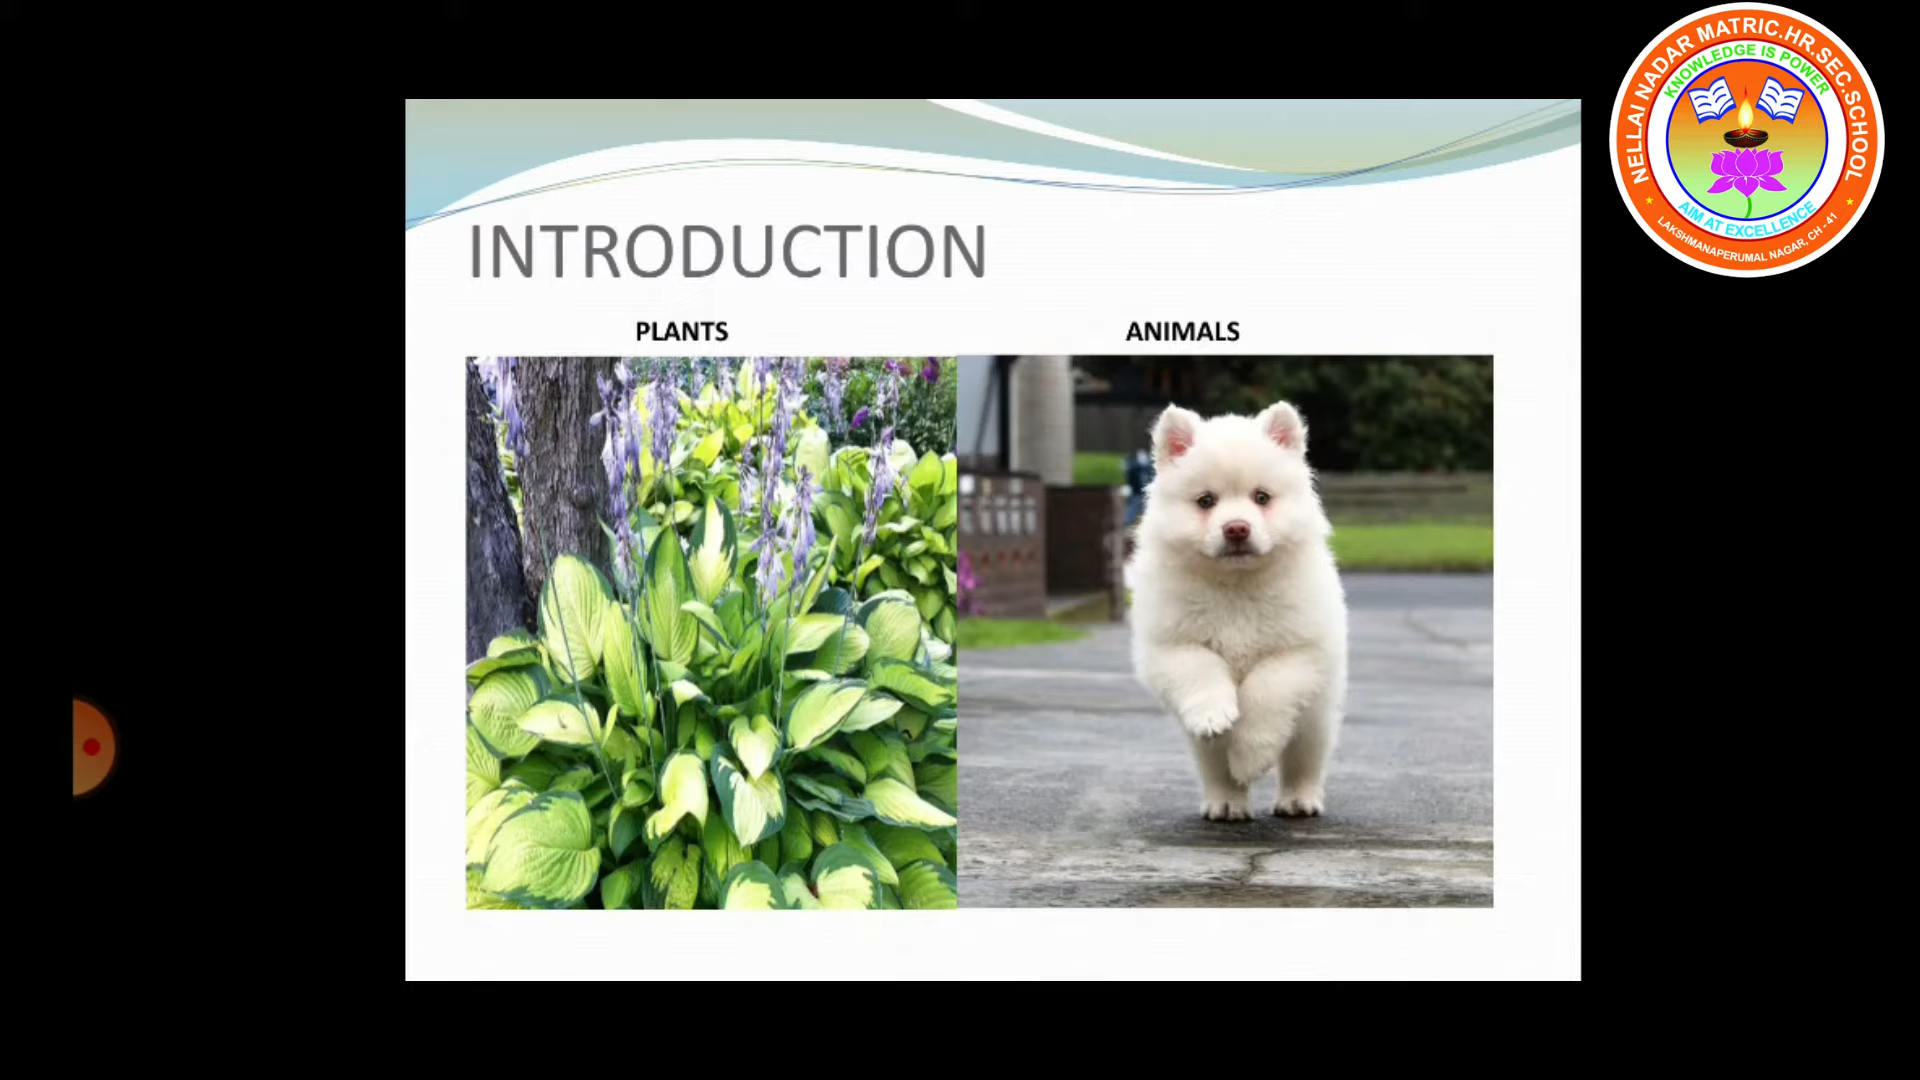 INTRODUCTION
PLANTS
ANIMALS
NELLAI NADAR MATRIC.HR.SEC.SCHOOL
KNOWLEDGE IS POWER
AIM AT EXCELLENCE
LAKSHMANAPERUMAL NAGAR, CH - 41